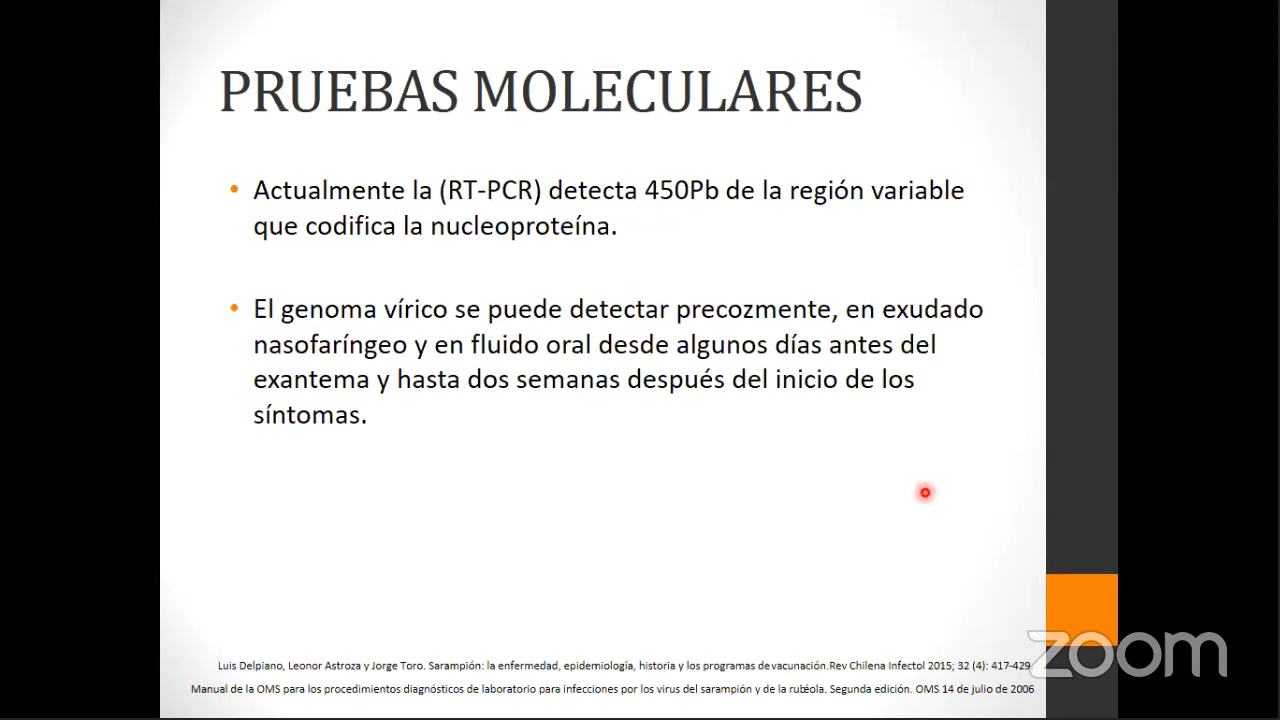 PRUEBAS MOLECULARES
• Actualmente la (RT-PCR) detecta 450Pb de la región variable
que codifica la nucleoproteína.
• El genoma vírico se puede detectar precozmente, en exudado
nasofaríngeo y en fluido oral desde algunos días antes del
exantema y hasta dos semanas después del inicio de los
síntomas.
Luis Delpiano, Leonor Astroza y Jorge Toro. Sarampión: la enfermedad, epidemiología, historia y los programas de vacunación.Rev Chilena Infectol 2015; 32 (4): 417-429
Manual de la OMS para los procedimientos diagnósticos de laboratorio para infecciones por los virus del sarampión y de la rubéola. Segunda edición. OMS 14 de julio de 2006
zoom